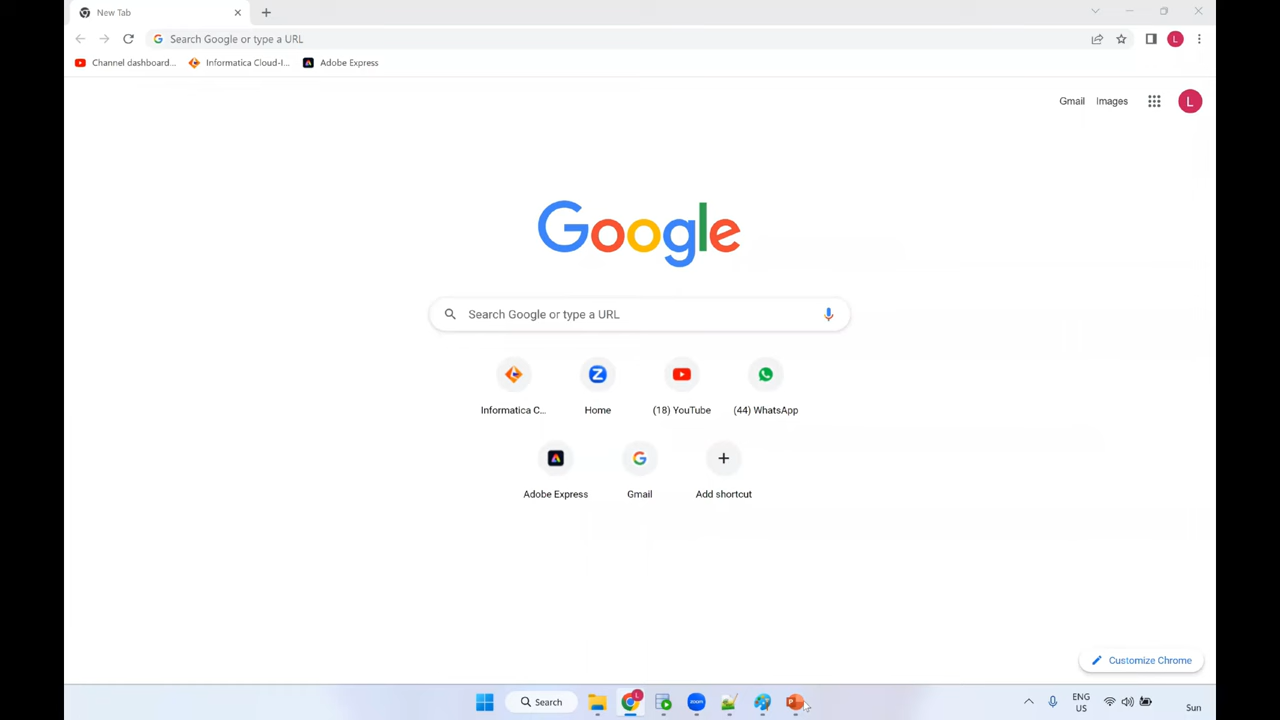 New Tab
Search Google or type a URL
L
Channel dashboard...
Informatica Cloud-I...
Adobe Express
Gmail
Images
L
Google
Search Google or type a URL
Informatica C...
Home
(18) YouTube
(44) WhatsApp
Adobe Express
Gmail
Add shortcut
Customize Chrome
Search
L
zoom
ENG
US
Sun